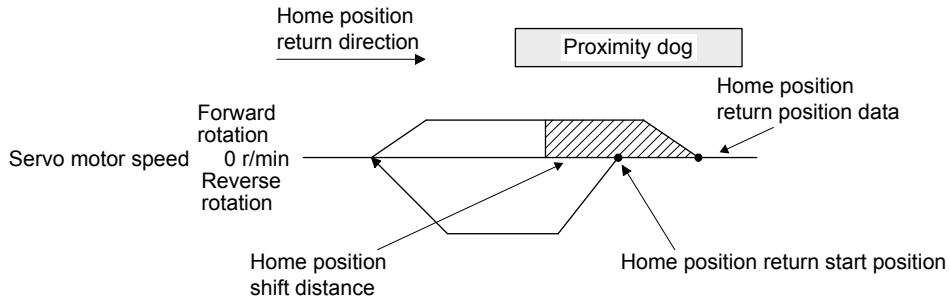 Home position
return direction
Proximity dog
Home position
return position data
Forward
rotation
Servo motor speed 0 r/min
Reverse
rotation
Home position
shift distance
Home position return start position